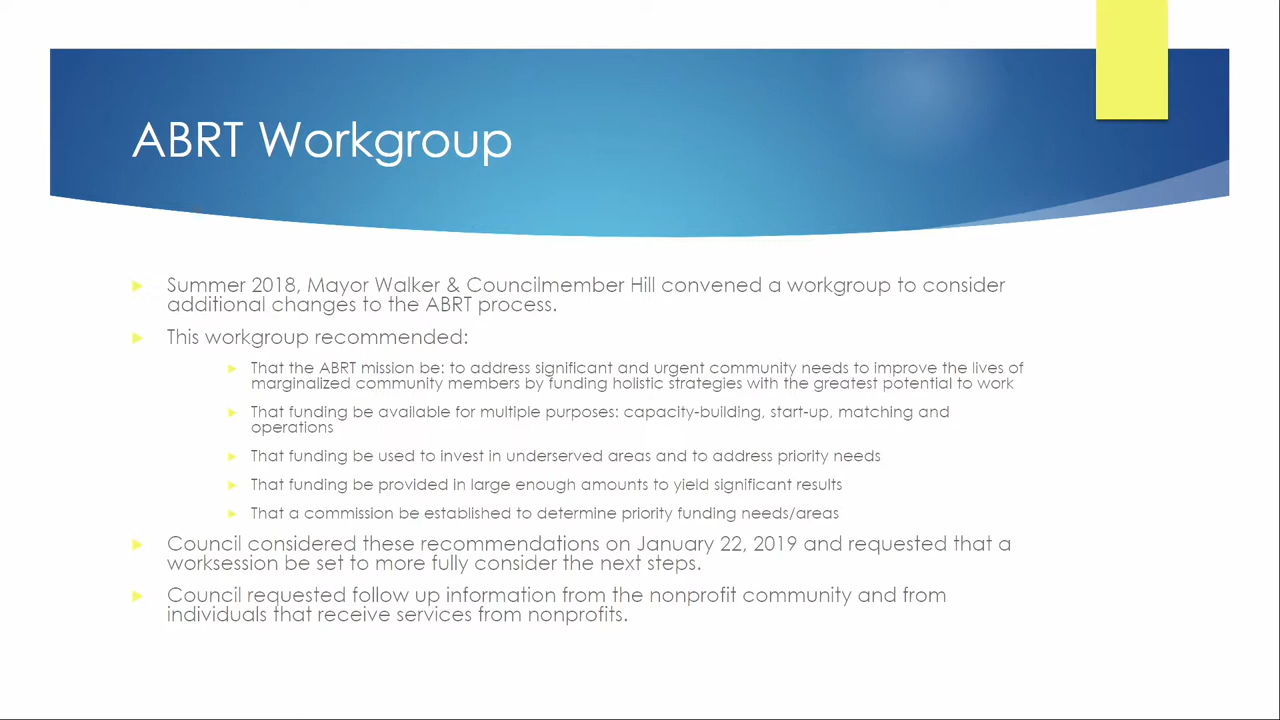 ABRT Workgroup
Summer 2018, Mayor Walker & Councilmember Hill convened a workgroup to consider
additional changes to the ABRT process.
This workgroup recommended:
That the ABRT mission be: to address significant and urgent community needs to improve the lives of
marginalized community members by funding holistic strategies with the greatest potential to work
That funding be available for multiple purposes: capacity-building, start-up, matching and
operations
That funding be used to invest in underserved areas and to address priority needs
That funding be provided in large enough amounts to yield significant results
That a commission be established to determine priority funding needs/areas
Council considered these recommendations on January 22, 2019 and requested that a
worksession be set to more fully consider the next steps.
Council requested follow up information from the nonprofit community and from
individuals that receive services from nonprofits.